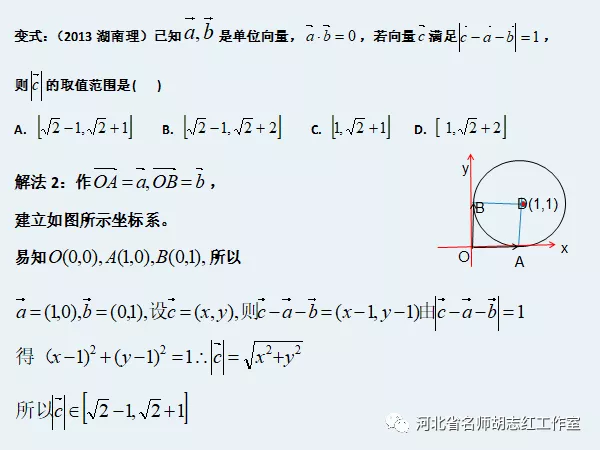 变式：（2013 湖南理）已知 $\vec{a},\vec{b}$ 是单位向量，$\vec{a}\cdot\vec{b}=0$，若向量 $\vec{c}$ 满足 $|\vec{c}-\vec{a}-\vec{b}|=1$，
则 $|\vec{c}|$ 的取值范围是（  ）
A. $[\sqrt{2}-1,\sqrt{2}+1]$ B. $[\sqrt{2}-1,\sqrt{2}+2]$ C. $[1,\sqrt{2}+1]$ D. $[1,\sqrt{2}+2]$
解法 2：作 $\overrightarrow{OA}=\vec{a},\overrightarrow{OB}=\vec{b}$，
建立如图所示坐标系。
易知 $O(0,0),A(1,0),B(0,1),$ 所以
y
B
D(1,1)
O
A
x
$\vec{a}=(1,0),\vec{b}=(0,1),$ 设 $\vec{c}=(x,y),$ 则 $\vec{c}-\vec{a}-\vec{b}=(x-1,y-1)$ 由 $|\vec{c}-\vec{a}-\vec{b}|=1$
得 $(x-1)^2+(y-1)^2=1\therefore|\vec{c}|=\sqrt{x^2+y^2}$
所以 $|\vec{c}|\in[\sqrt{2}-1,\sqrt{2}+1]$
河北省名师胡志红工作室